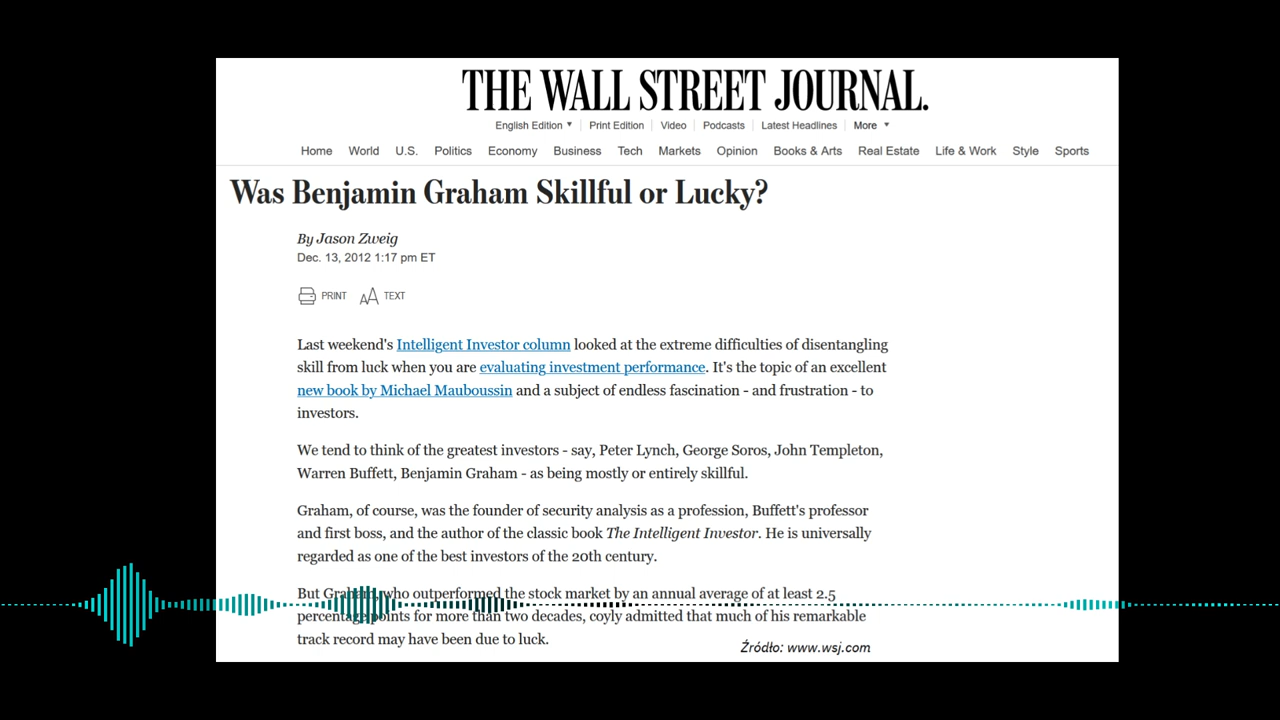 THE WALL STREET JOURNAL.
English Edition Print Edition Video Podcasts Latest Headlines More
Home World U.S. Politics Economy Business Tech Markets Opinion Books & Arts Real Estate Life & Work Style Sports
Was Benjamin Graham Skillful or Lucky?
By Jason Zweig
Dec. 13, 2012 1:17 pm ET
PRINT AA TEXT
Last weekend's Intelligent Investor column looked at the extreme difficulties of disentangling
skill from luck when you are evaluating investment performance. It's the topic of an excellent
new book by Michael Mauboussin and a subject of endless fascination - and frustration - to
investors.
We tend to think of the greatest investors - say, Peter Lynch, George Soros, John Templeton,
Warren Buffett, Benjamin Graham - as being mostly or entirely skillful.
Graham, of course, was the founder of security analysis as a profession, Buffett's professor
and first boss, and the author of the classic book The Intelligent Investor. He is universally
regarded as one of the best investors of the 20th century.
But Graham, who outperformed the stock market by an annual average of at least 2.5
percentage points for more than two decades, coyly admitted that much of his remarkable
track record may have been due to luck.
Źródło: www.wsj.com